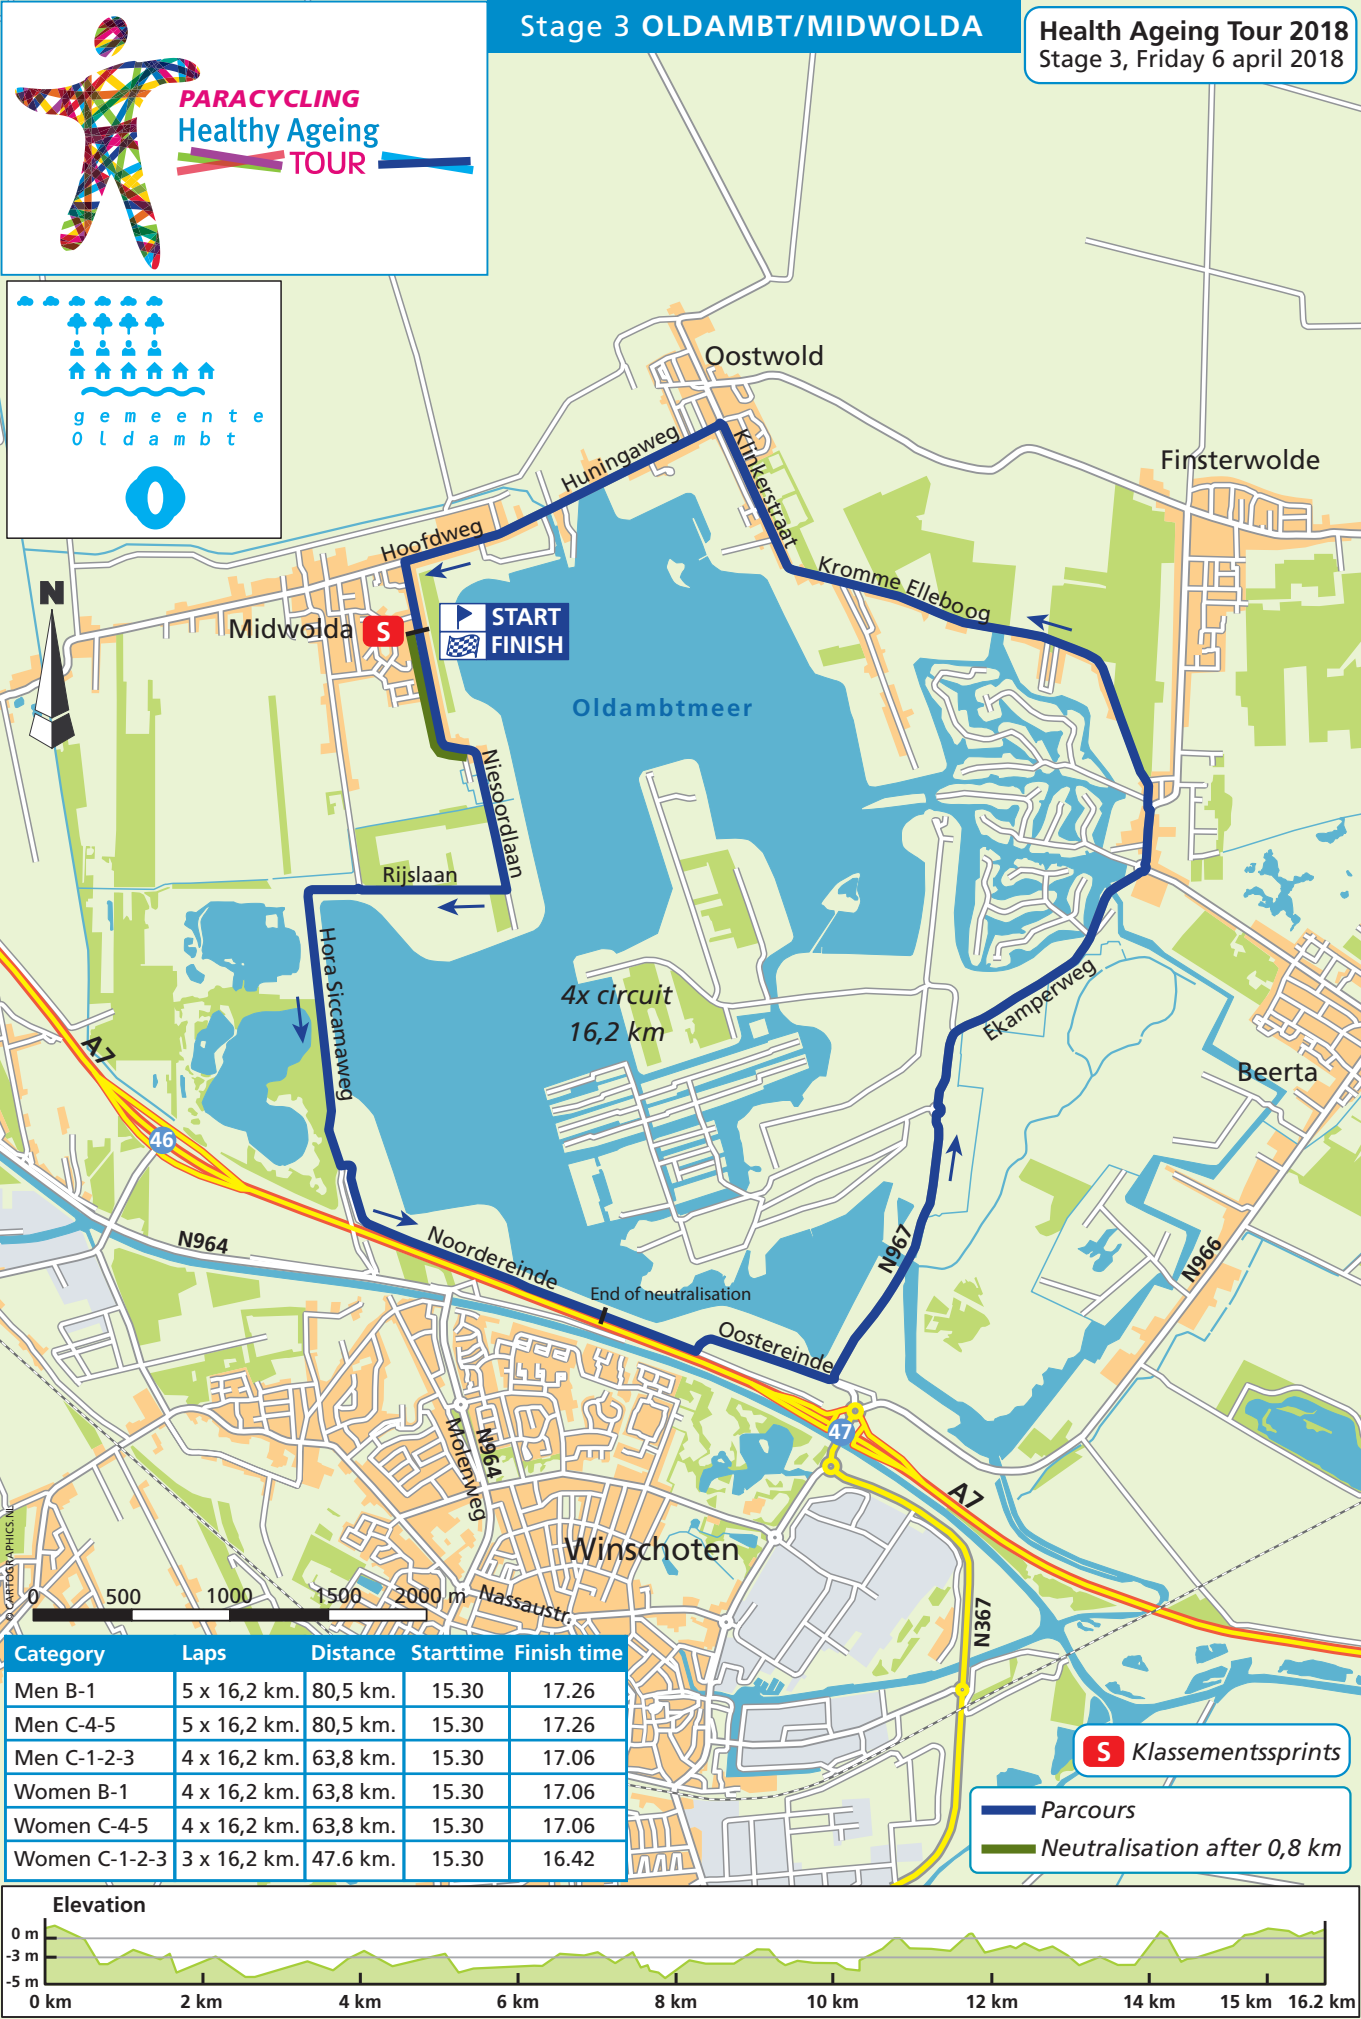 Stage 3 OLDAMBT/MIDWOLDA
Health Ageing Tour 2018
Stage 3, Friday 6 april 2018
PARACYCLING
Healthy Ageing
TOUR
gemeente
Oldambt
N
Oostwold
Finsterwolde
Huningaweg
Klinkerstraat
Hoofdweg
Kromme Elleboog
Midwolda
S
START
FINISH
Oldambtmeer
Niesoordlaan
Rijslaan
Hora Siccamaweg
4x circuit
16,2 km
Ekamperweg
Beerta
A7
46
N964
Noordereinde
N967
N966
End of neutralisation
Oostereinde
47
Molenweg
N964
A7
Winschoten
Nassaustr.
N367
© CARTOGRAPHICS.NL
0 500 1000 1500 2000 m
Category Laps Distance Starttime Finish time
Men B-1 5 x 16,2 km. 80,5 km. 15.30 17.26
Men C-4-5 5 x 16,2 km. 80,5 km. 15.30 17.26
Men C-1-2-3 4 x 16,2 km. 63,8 km. 15.30 17.06
Women B-1 4 x 16,2 km. 63,8 km. 15.30 17.06
Women C-4-5 4 x 16,2 km. 63,8 km. 15.30 17.06
Women C-1-2-3 3 x 16,2 km. 47.6 km. 15.30 16.42
S Klassementssprints
Parcours
Neutralisation after 0,8 km
Elevation
0 m
-3 m
-5 m
0 km 2 km 4 km 6 km 8 km 10 km 12 km 14 km 15 km 16.2 km